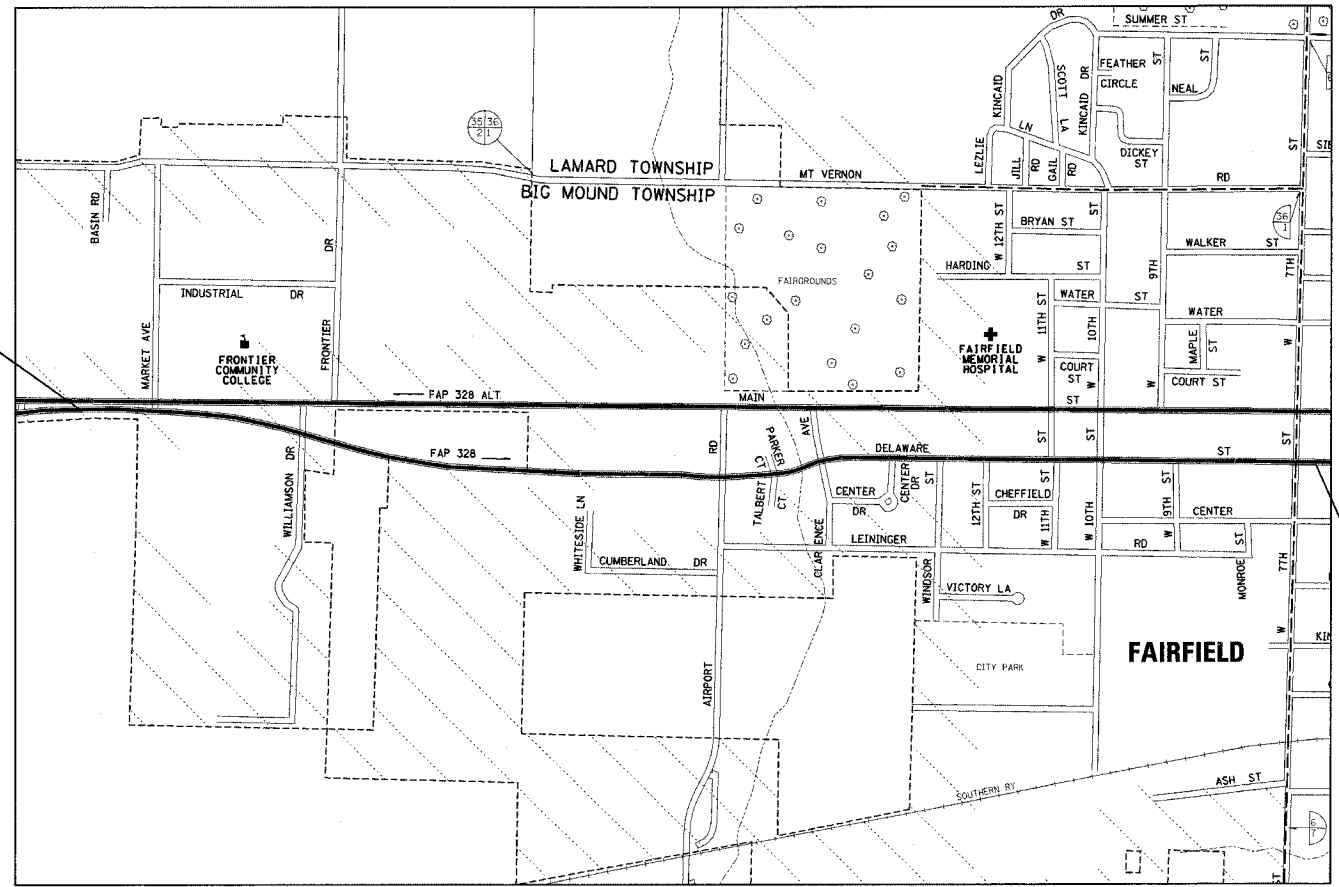 DR
SUMMER ST
KINCAID
SCOTT LA
KINCAID DR
FEATHER
CIRCLE
ST
ST
NEAL
35 36
2 1
LAMARD TOWNSHIP
BIG MOUND TOWNSHIP
MT VERNON
LEZLIE
LN
JILL RD
GAIL RD
DICKEY
ST
RD
ST
BASIN RD
MARKET AVE
INDUSTRIAL DR
FRONTIER DR
FRONTIER
COMMUNITY
COLLEGE
FAIRGROUNDS
W 12TH ST
BRYAN ST
ST
HARDING ST
9TH
WALKER ST
36
1
7TH
W 11TH ST
WATER ST
10TH
WATER
MAPLE ST
W
FAIRFIELD
MEMORIAL
HOSPITAL
COURT
ST
W
W
COURT ST
FAP 328 ALT
MAIN
ST
FAP 328
RD
PARKER CT
AVE
DELAWARE
ST
ST
ST
ST
WILLIAMSON DR
TALBERT CT
CENTER
DR
CENTER DR
ST
12TH ST
CHEFFIELD
DR
W 11TH ST
W 10TH ST
W 9TH ST
CENTER
WHITESIDE LN
CUMBERLAND DR
CLARENCE
LEININGER
RD
MONROE ST
7TH
WINDSOR
VICTORY LA
W
AIRPORT
CITY PARK
FAIRFIELD
SOUTHERN RY
ASH ST
6
7
ST